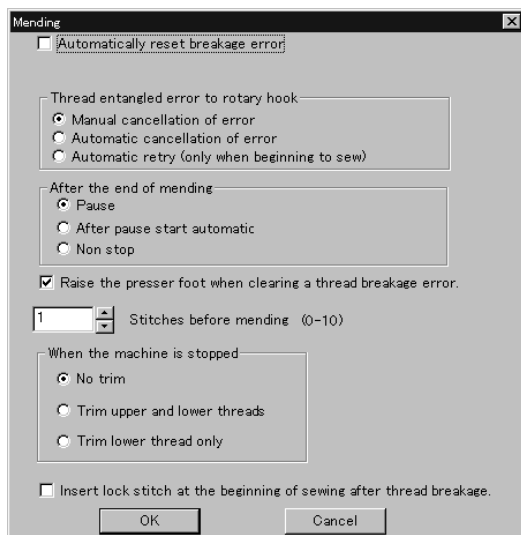 Mending
Automatically reset breakage error
Thread entangled error to rotary hook
Manual cancellation of error
Automatic cancellation of error
Automatic retry (only when beginning to sew)
After the end of mending
Pause
After pause start automatic
Non stop
Raise the presser foot when clearing a thread breakage error.
1 Stitches before mending (0-10)
When the machine is stopped
No trim
Trim upper and lower threads
Trim lower thread only
Insert lock stitch at the beginning of sewing after thread breakage.
OK Cancel